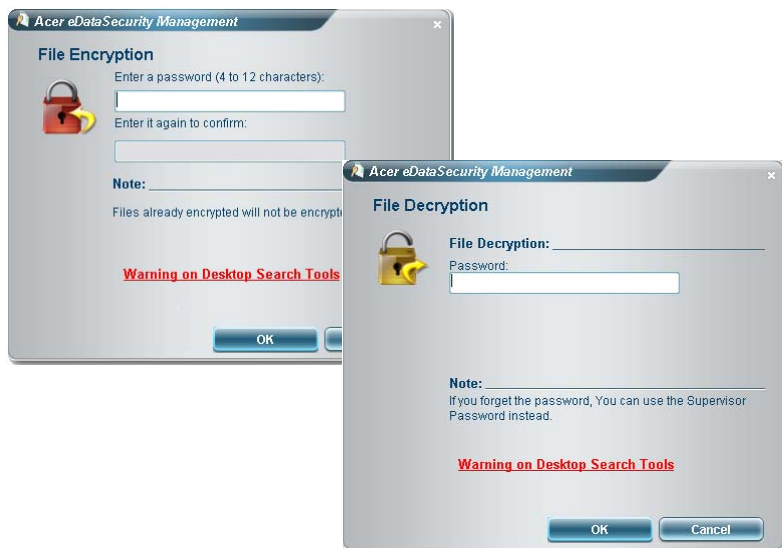 Acer eDataSecurity Management
File Encryption
Enter a password (4 to 12 characters):
Enter it again to confirm:
Note:
Files already encrypted will not be
Warning on Desktop Search Tools
OK
Acer eDataSecurity Management
File Decryption
File Decryption:
Password:
Note:
If you forget the password, You can use the Supervisor
Password instead.
Warning on Desktop Search Tools
OK
Cancel